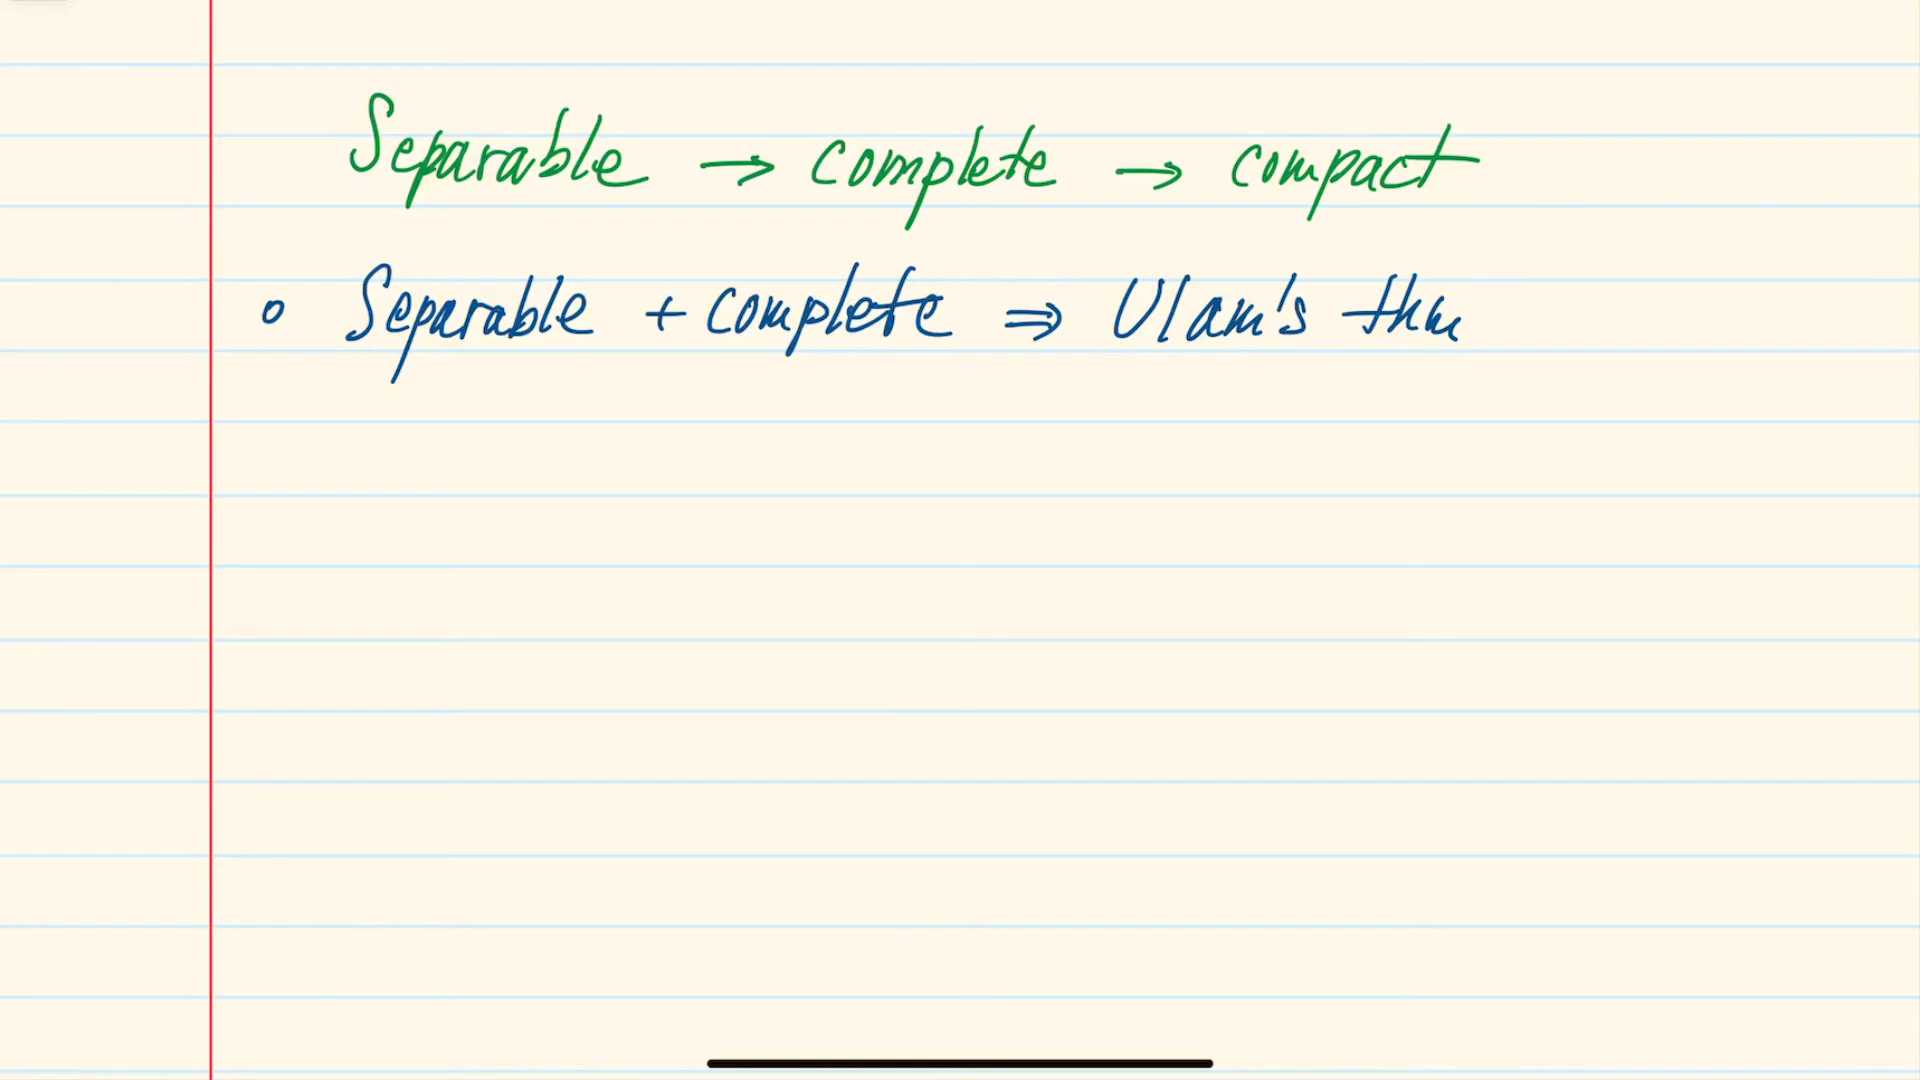 Separable → complete → compact
o Separable + complete ⇒ Ulam's thm